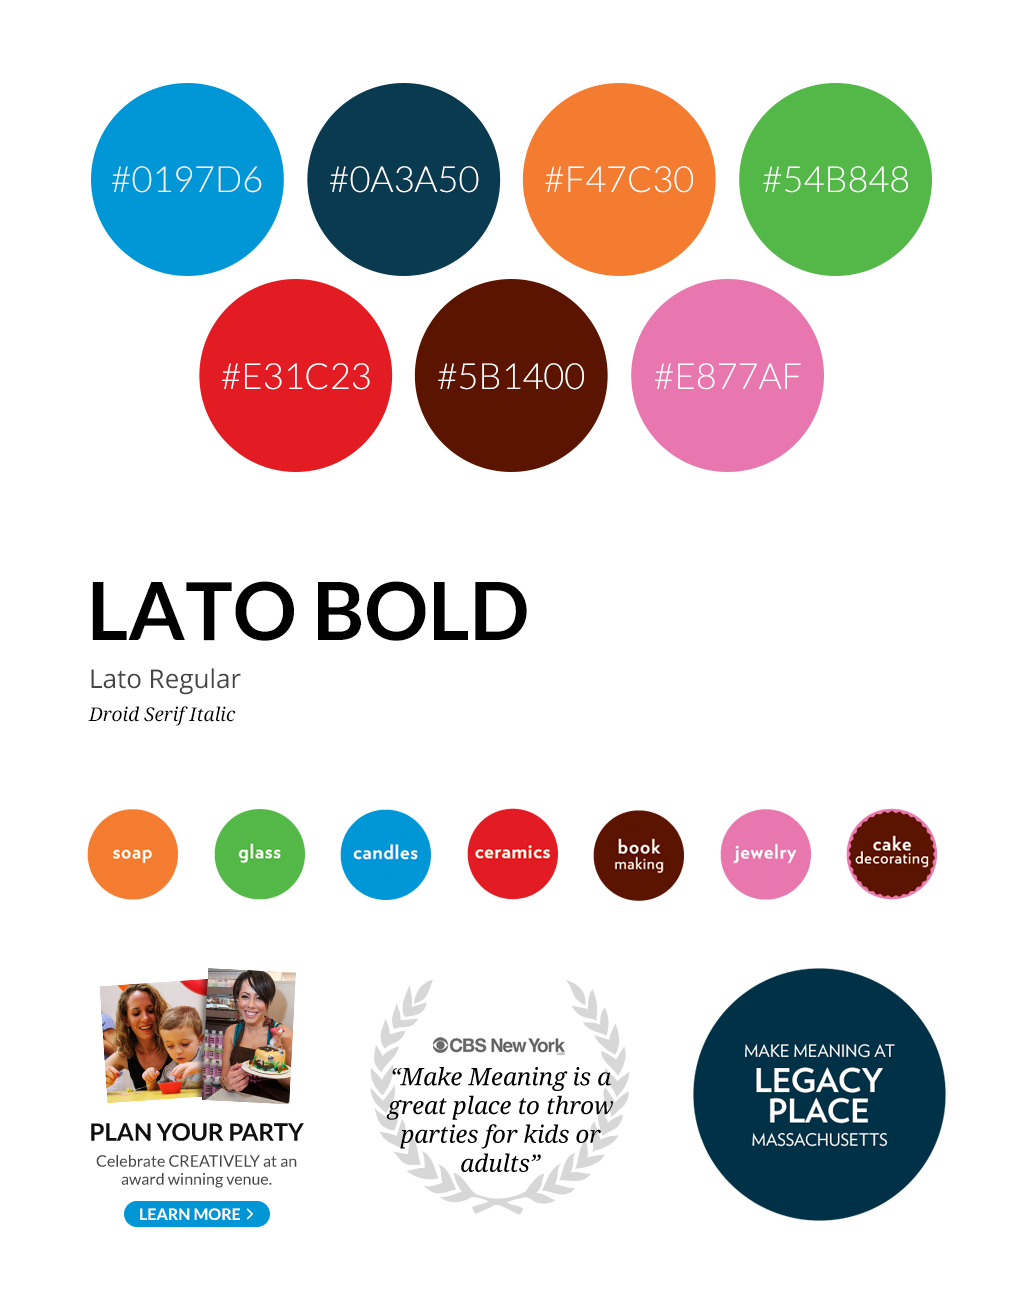 #0197D6
#0A3A50
#F47C30
#54B848
#E31C23
#5B1400
#E877AF
LATO BOLD
Lato Regular
Droid Serif Italic
soap
glass
candles
ceramics
book
making
jewelry
cake
decorating
PLAN YOUR PARTY
Celebrate CREATIVELY at an
award winning venue.
LEARN MORE >
CBS New York
“Make Meaning is a
great place to throw
parties for kids or
adults”
MAKE MEANING AT
LEGACY
PLACE
MASSACHUSETTS